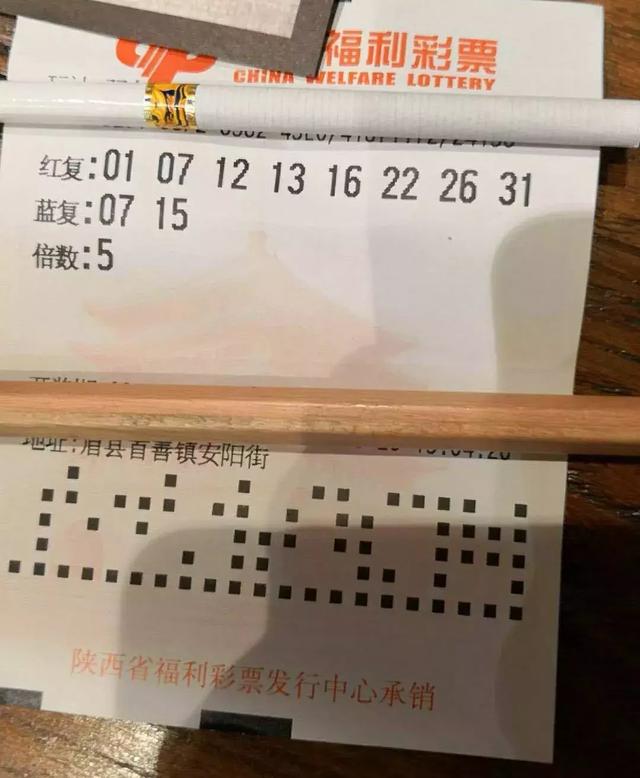 福利彩票
CHINA WELFARE LOTTERY
红复:01 07 12 13 16 22 26 31
蓝复:07 15
倍数:5
地址:眉县首善镇安阳街
陕西省福利彩票发行中心承销